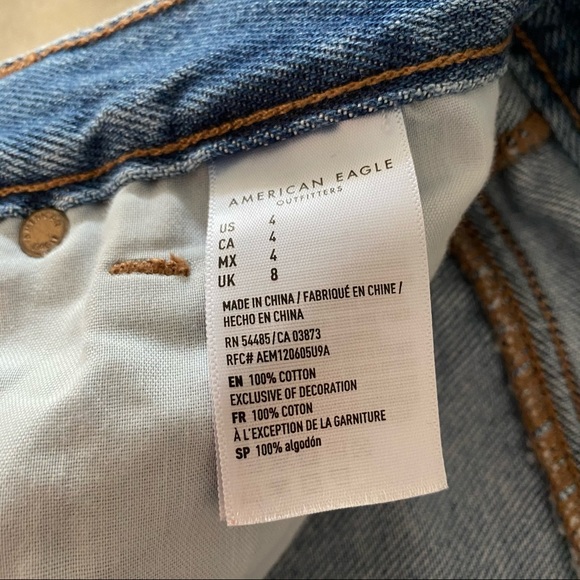 AMERICAN EAGLE
OUTFITTERS
US 4
CA 4
MX 4
UK 8
MADE IN CHINA / FABRIQUÉ EN CHINE /
HECHO EN CHINA
RN 54485 / CA 03873
RFC# AEM120605U9A
EN 100% COTTON
EXCLUSIVE OF DECORATION
FR 100% COTON
À L'EXCEPTION DE LA GARNITURE
SP 100% algodón